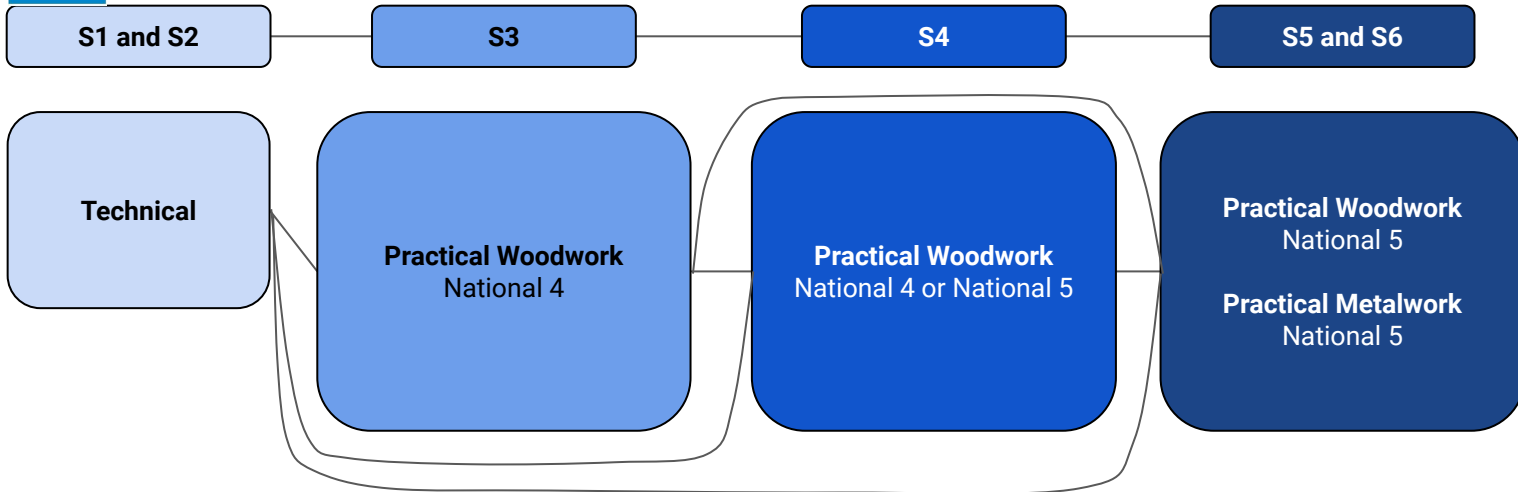 S1 and S2
S3
S4
S5 and S6
Technical
Practical Woodwork
National 4
Practical Woodwork
National 4 or National 5
Practical Woodwork
National 5
Practical Metalwork
National 5